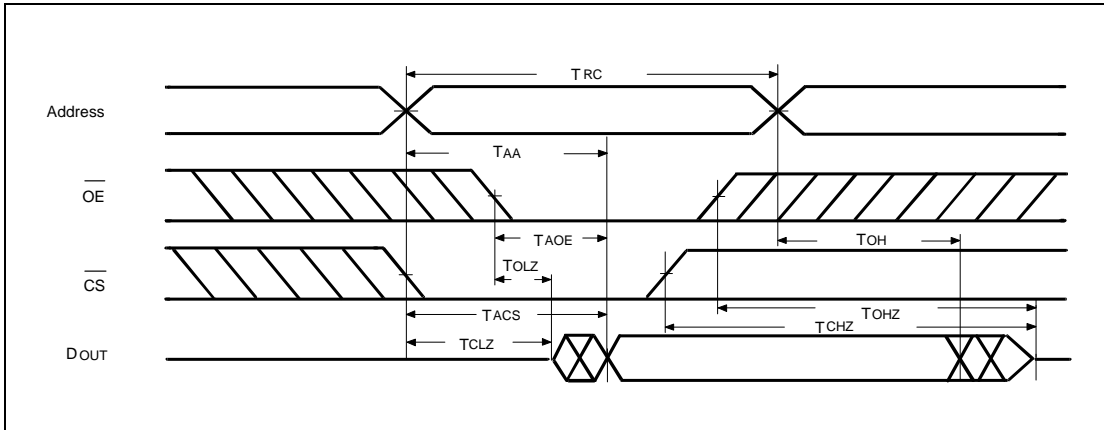 TRC
Address
TAA
OE
TAOE
TOH
TOLZ
CS
TACS
TOHZ
TCHZ
TCLZ
DOUT